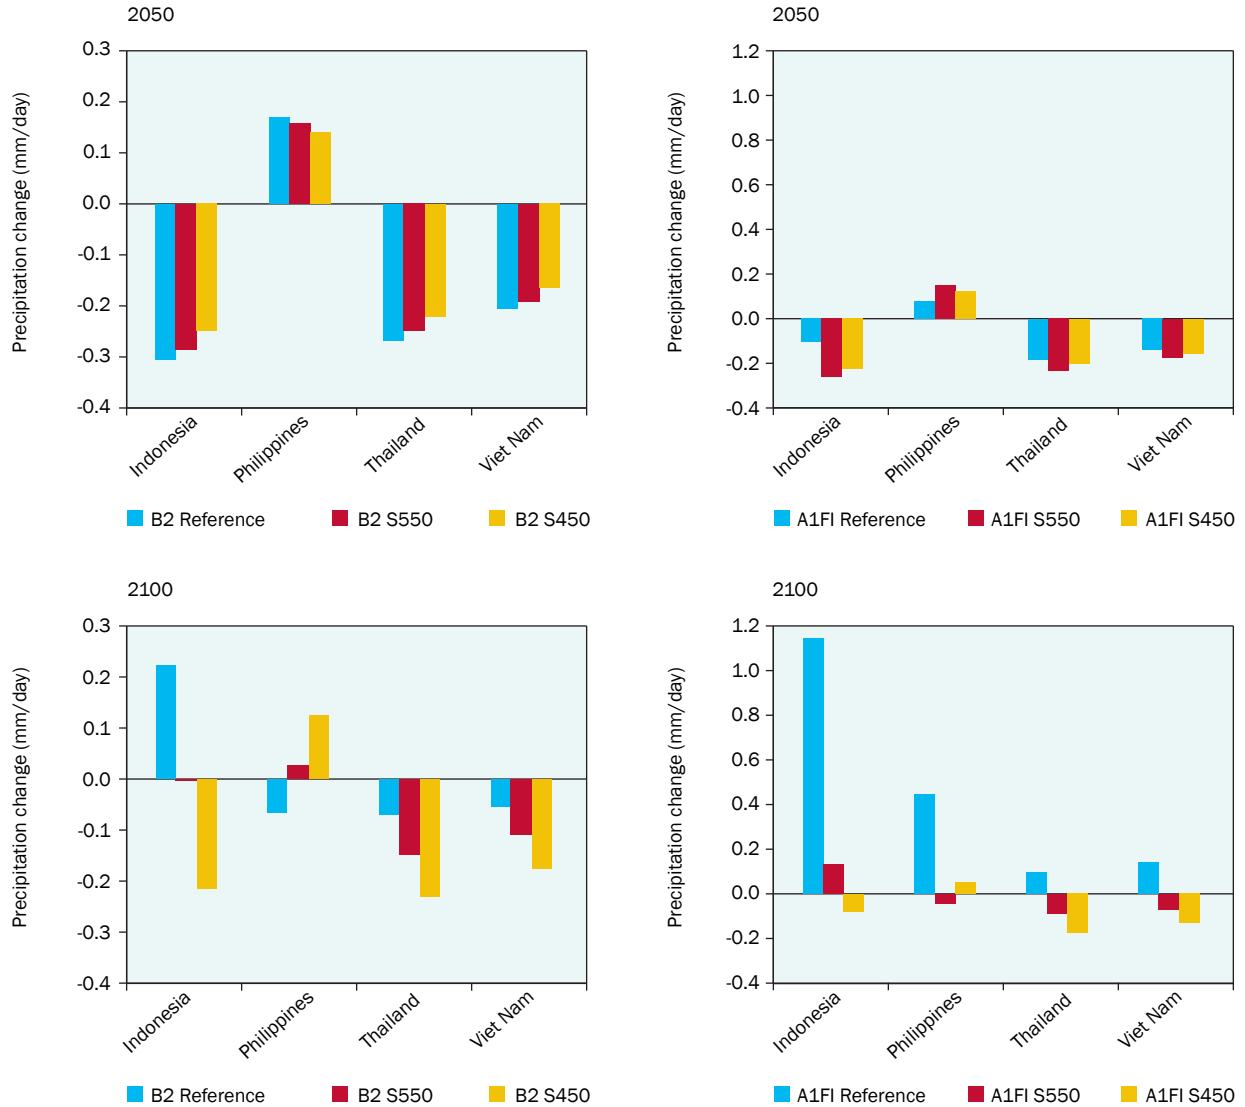 2050
Precipitation change (mm/day)
0.3
0.2
0.1
0.0
-0.1
-0.2
-0.3
-0.4
Indonesia
Philippines
Thailand
Viet Nam
B2 Reference
B2 S550
B2 S450
2050
Precipitation change (mm/day)
1.2
1.0
0.8
0.6
0.4
0.2
0.0
-0.2
-0.4
Indonesia
Philippines
Thailand
Viet Nam
A1FI Reference
A1FI S550
A1FI S450
2100
Precipitation change (mm/day)
0.3
0.2
0.1
0.0
-0.1
-0.2
-0.3
-0.4
Indonesia
Philippines
Thailand
Viet Nam
B2 Reference
B2 S550
B2 S450
2100
Precipitation change (mm/day)
1.2
1.0
0.8
0.6
0.4
0.2
0.0
-0.2
-0.4
Indonesia
Philippines
Thailand
Viet Nam
A1FI Reference
A1FI S550
A1FI S450